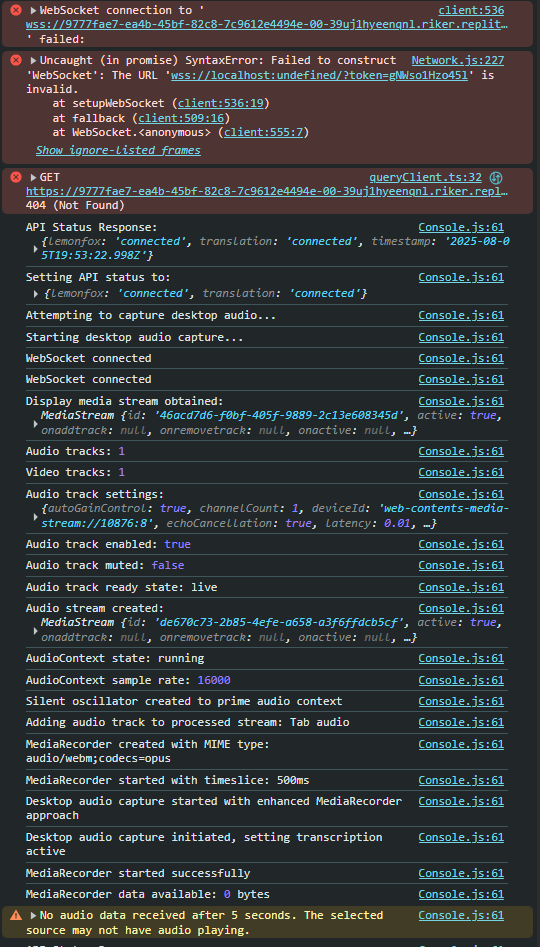 WebSocket connection to ' client:536
wss://9777fae7-ea4b-45bf-82c8-7c9612e4494e-00-39uj1hyeenqnl.riker.replit…
' failed:
Uncaught (in promise) SyntaxError: Failed to construct Network.js:227
'WebSocket': The URL 'wss://localhost:undefined/?token=gNWso1Hzo45l' is
invalid.
at setupWebSocket (client:536:19)
at fallback (client:509:16)
at WebSocket.<anonymous> (client:555:7)
Show ignore-listed frames
GET queryClient.ts:32
https://9777fae7-ea4b-45bf-82c8-7c9612e4494e-00-39uj1hyeenqnl.riker.repl…
404 (Not Found)
API Status Response: Console.js:61
{lemonfox: 'connected', translation: 'connected', timestamp: '2025-08-0
5T19:53:22.998Z'}
Setting API status to: Console.js:61
{lemonfox: 'connected', translation: 'connected'}
Attempting to capture desktop audio... Console.js:61
Starting desktop audio capture... Console.js:61
WebSocket connected Console.js:61
WebSocket connected Console.js:61
Display media stream obtained: Console.js:61
MediaStream {id: '46acd7d6-f0bf-405f-9889-2c13e608345d', active: true,
onaddtrack: null, onremovetrack: null, onactive: null, …}
Audio tracks: 1 Console.js:61
Video tracks: 1 Console.js:61
Audio track settings: Console.js:61
{autoGainControl: true, channelCount: 1, deviceId: 'web-contents-media-
stream://10876:8', echoCancellation: true, latency: 0.01, …}
Audio track enabled: true Console.js:61
Audio track muted: false Console.js:61
Audio track ready state: live Console.js:61
Audio stream created: Console.js:61
MediaStream {id: 'de670c73-2b85-4efe-a658-a3f6ffdcb5cf', active: true,
onaddtrack: null, onremovetrack: null, onactive: null, …}
AudioContext state: running Console.js:61
AudioContext sample rate: 16000 Console.js:61
Silent oscillator created to prime audio context Console.js:61
Adding audio track to processed stream: Tab audio Console.js:61
MediaRecorder created with MIME type: Console.js:61
audio/webm;codecs=opus
MediaRecorder started with timeslice: 500ms Console.js:61
Desktop audio capture started with enhanced MediaRecorder Console.js:61
approach
Desktop audio capture initiated, setting transcription Console.js:61
active
MediaRecorder started successfully Console.js:61
MediaRecorder data available: 0 bytes Console.js:61
No audio data received after 5 seconds. The selected Console.js:61
source may not have audio playing.